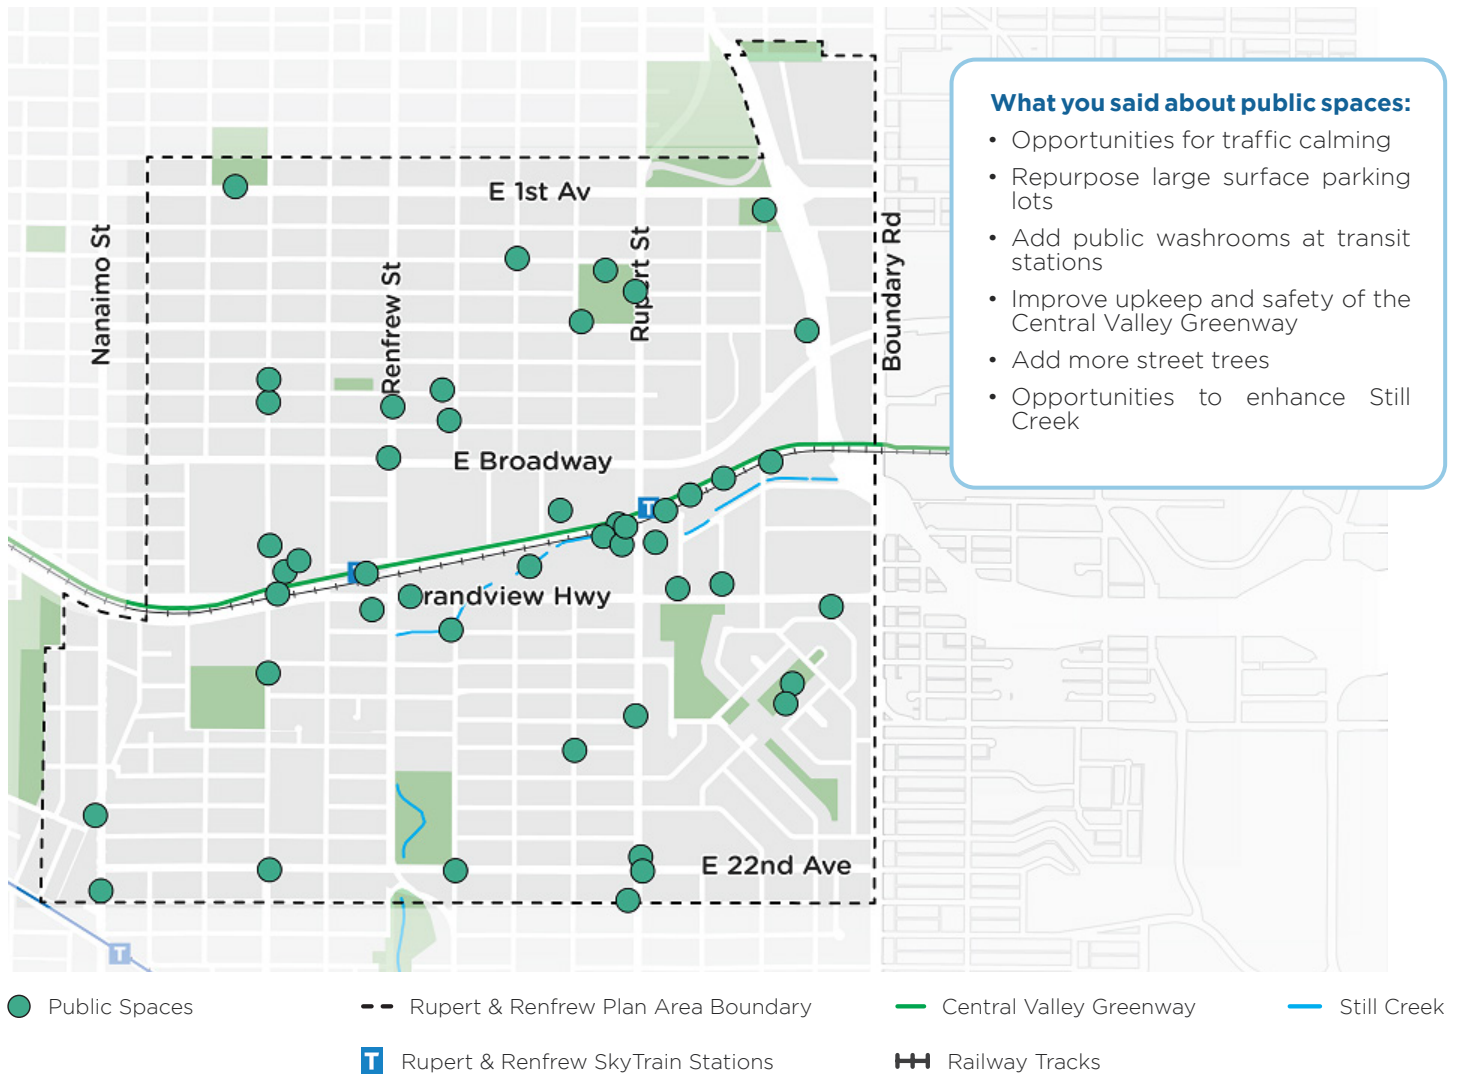 What you said about public spaces:
• Opportunities for traffic calming
• Repurpose large surface parking
lots
• Add public washrooms at transit
stations
• Improve upkeep and safety of the
Central Valley Greenway
• Add more street trees
• Opportunities to enhance Still
Creek
E 1st Av
Nanaimo St
Renfrew St
Rupert St
Boundary Rd
E Broadway
T
T
randview Hwy
E 22nd Ave
T
Public Spaces
Rupert & Renfrew Plan Area Boundary
Central Valley Greenway
Still Creek
T Rupert & Renfrew SkyTrain Stations
Railway Tracks